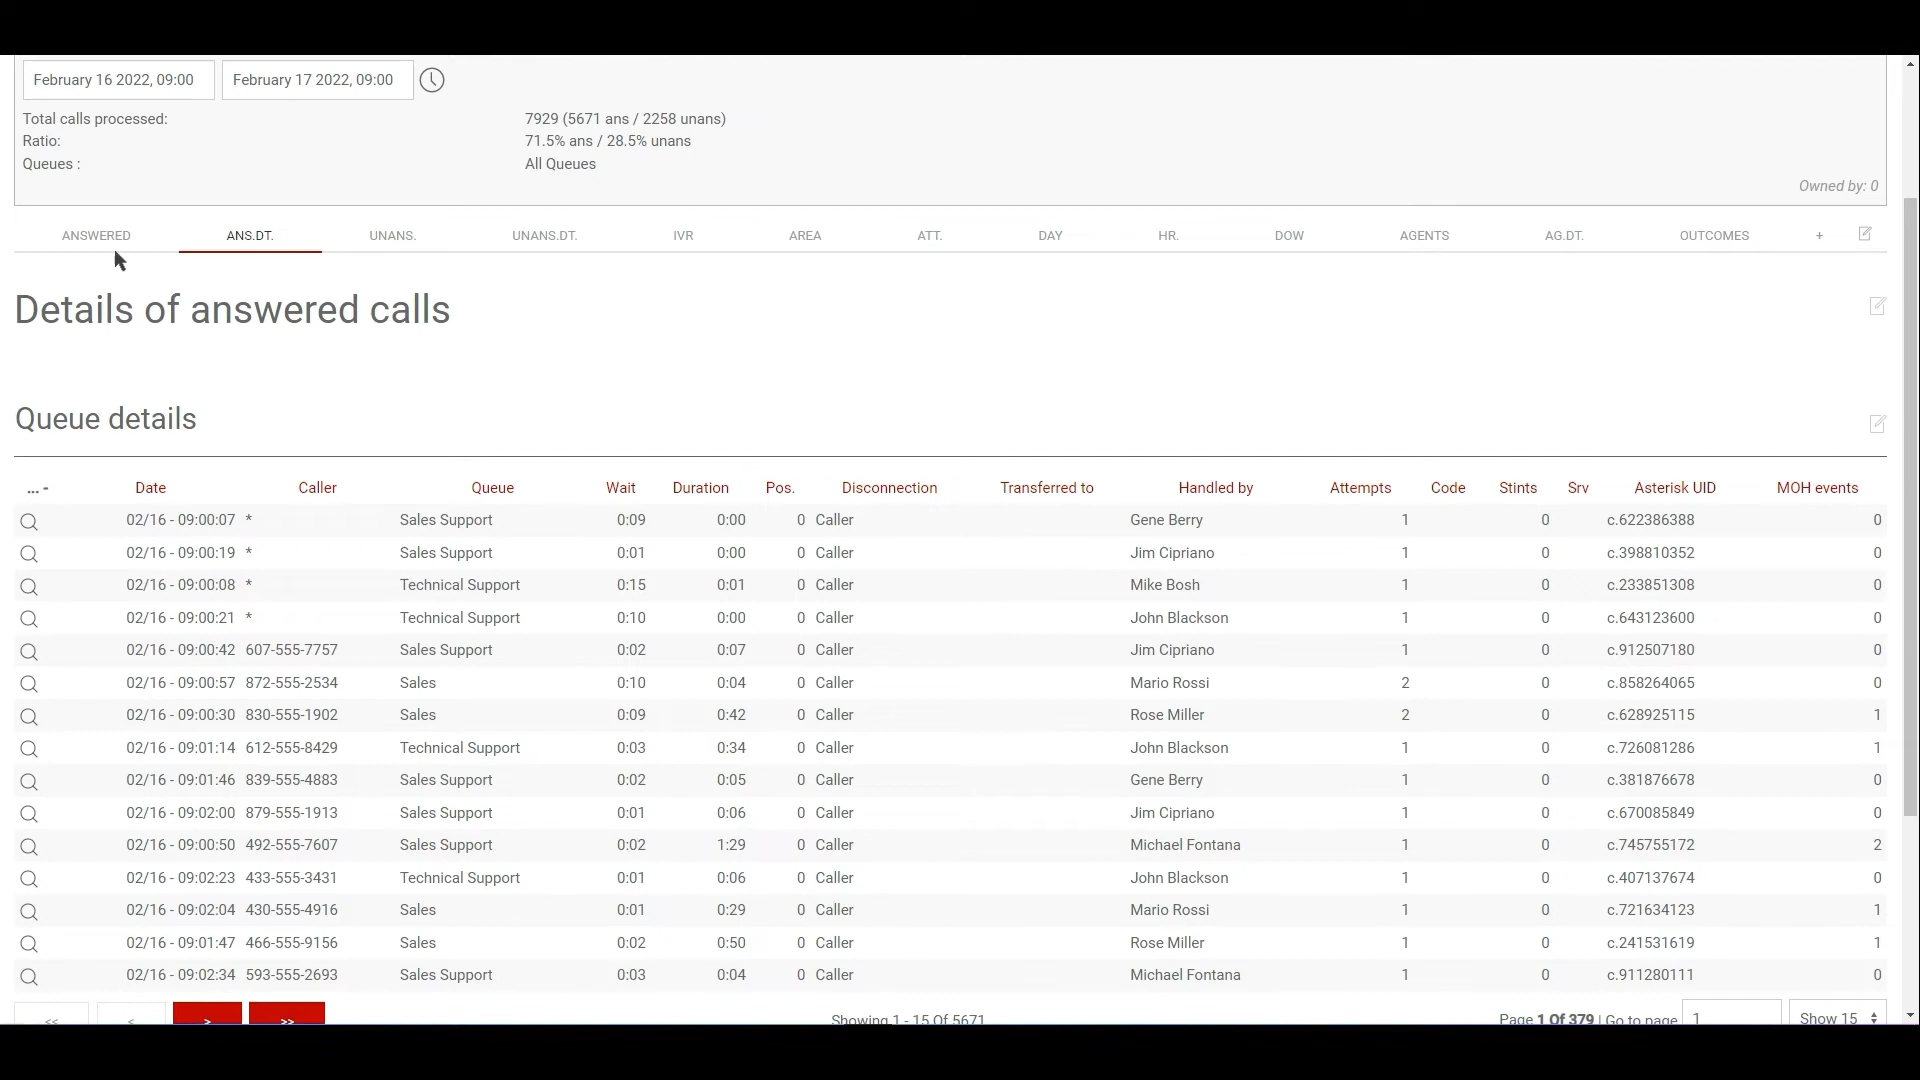 February 16 2022, 09:00 February 17 2022, 09:00
Total calls processed: 7929 (5671 ans / 2258 unans)
Ratio: 71.5% ans / 28.5% unans
Queues : All Queues
Owned by: 0
ANSWERED ANS.DT. UNANS. UNANS.DT. IVR AREA ATT. DAY HR. DOW AGENTS AG.DT. OUTCOMES +
Details of answered calls
Queue details
... - Date Caller Queue Wait Duration Pos. Disconnection Transferred to Handled by Attempts Code Stints Srv Asterisk UID MOH events
02/16 - 09:00:07 * Sales Support 0:09 0:00 0 Caller Gene Berry 1 0 c.622386388 0
02/16 - 09:00:19 * Sales Support 0:01 0:00 0 Caller Jim Cipriano 1 0 c.398810352 0
02/16 - 09:00:08 * Technical Support 0:15 0:01 0 Caller Mike Bosh 1 0 c.233851308 0
02/16 - 09:00:21 * Technical Support 0:10 0:00 0 Caller John Blackson 1 0 c.643123600 0
02/16 - 09:00:42 607-555-7757 Sales Support 0:02 0:07 0 Caller Jim Cipriano 1 0 c.912507180 0
02/16 - 09:00:57 872-555-2534 Sales 0:10 0:04 0 Caller Mario Rossi 2 0 c.858264065 0
02/16 - 09:00:30 830-555-1902 Sales 0:09 0:42 0 Caller Rose Miller 2 0 c.628925115 1
02/16 - 09:01:14 612-555-8429 Technical Support 0:03 0:34 0 Caller John Blackson 1 0 c.726081286 1
02/16 - 09:01:46 839-555-4883 Sales Support 0:02 0:05 0 Caller Gene Berry 1 0 c.381876678 0
02/16 - 09:02:00 879-555-1913 Sales Support 0:01 0:06 0 Caller Jim Cipriano 1 0 c.670085849 0
02/16 - 09:00:50 492-555-7607 Sales Support 0:02 1:29 0 Caller Michael Fontana 1 0 c.745755172 2
02/16 - 09:02:23 433-555-3431 Technical Support 0:01 0:06 0 Caller John Blackson 1 0 c.407137674 0
02/16 - 09:02:04 430-555-4916 Sales 0:01 0:29 0 Caller Mario Rossi 1 0 c.721634123 1
02/16 - 09:01:47 466-555-9156 Sales 0:02 0:50 0 Caller Rose Miller 1 0 c.241531619 1
02/16 - 09:02:34 593-555-2693 Sales Support 0:03 0:04 0 Caller Michael Fontana 1 0 c.911280111 0
<< < > >> Showing 1 - 15 Of 5671 Page 1 Of 379 | Go to page 1 Show 15